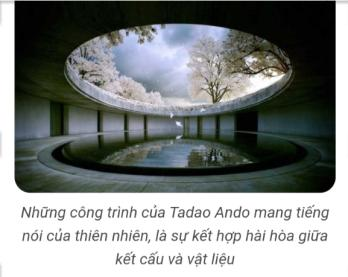 Những công trình của Tadao Ando mang tiếng
nói của thiên nhiên, là sự kết hợp hài hòa giữa
kết cấu và vật liệu